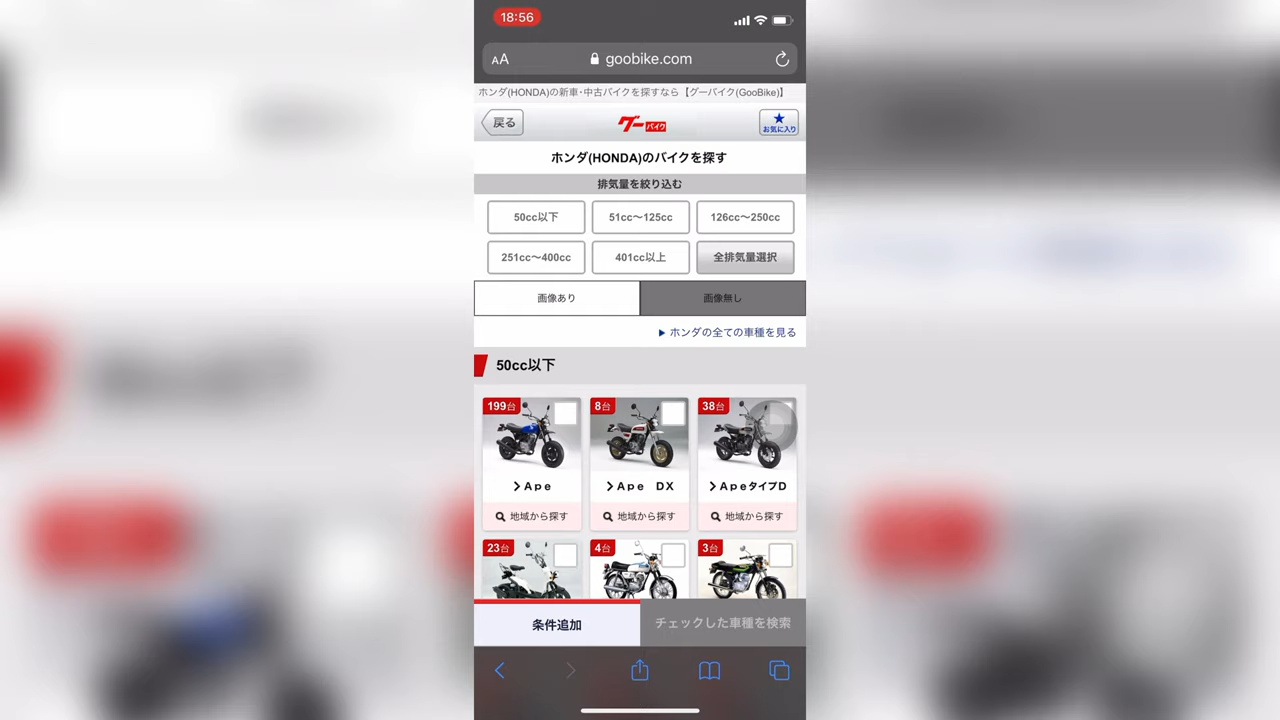 18:56
AA goobike.com
ホンダ(HONDA)の新車・中古バイクを探すなら【グーバイク(GooBike)】
戻る グーバイク お気に入り
ホンダ(HONDA)のバイクを探す
排気量を絞り込む
50cc以下 51cc〜125cc 126cc〜250cc
251cc〜400cc 401cc以上 全排気量選択
画像あり 画像無し
ホンダの全ての車種を見る
50cc以下
199台 8台 38台
Ape Ape DX ApeタイプD
地域から探す 地域から探す 地域から探す
23台 4台 3台
条件追加 チェックした車種を検索